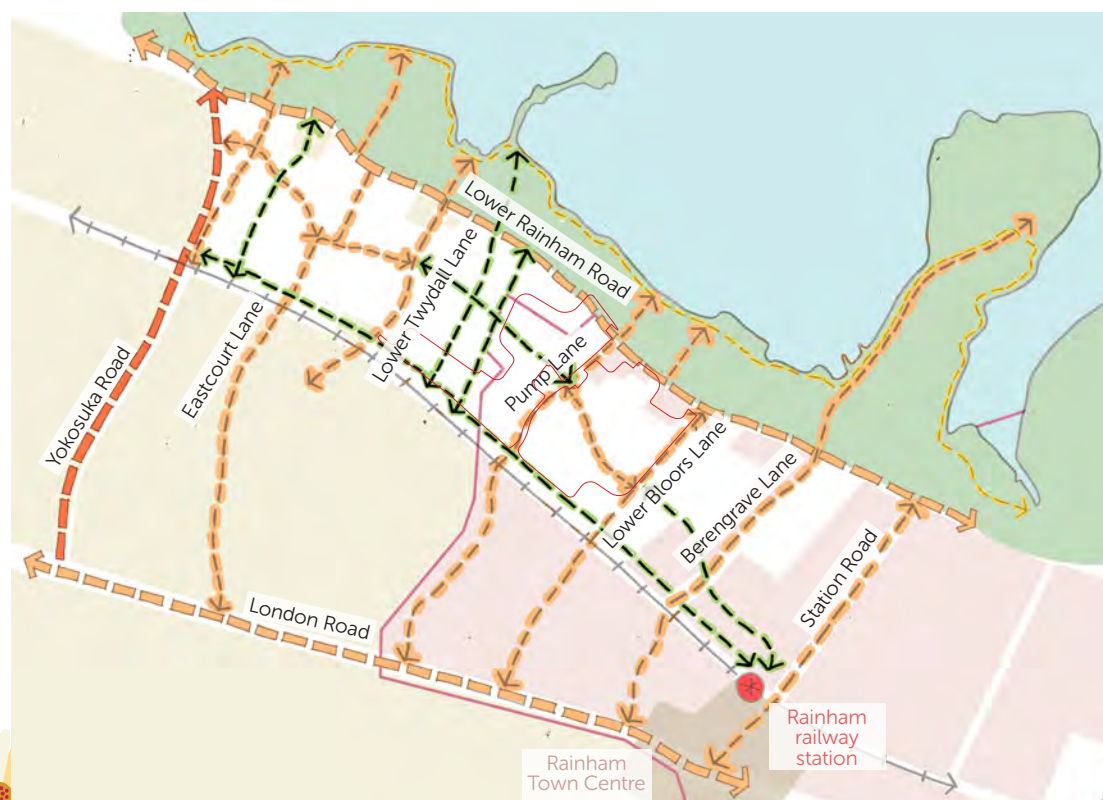 Lower Rainham Road
Lower Twydall Lane
Eastcourt Lane
Yokosuka Road
Pump Lane
Lower Bloors Lane
Berengrave Lane
Station Road
London Road
Rainham
railway
station
Rainham
Town Centre